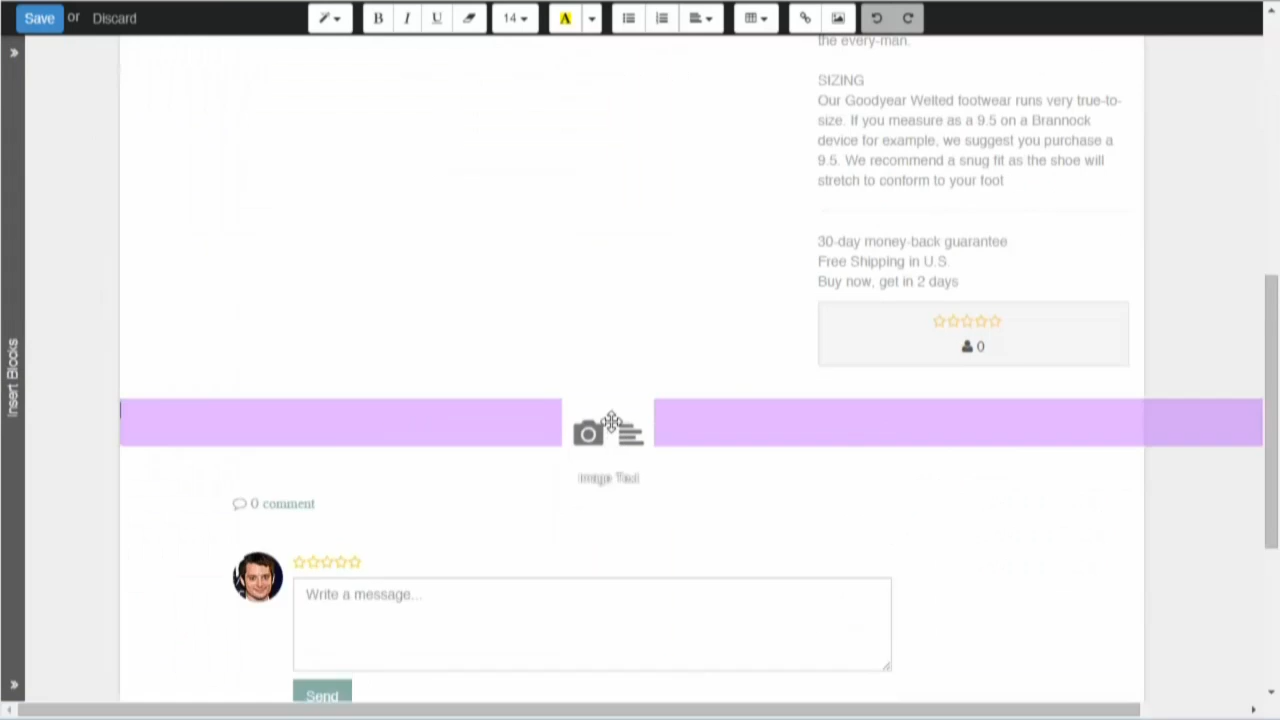 Save or Discard
B I U 14 A
the every-man.
SIZING
Our Goodyear Welted footwear runs very true-to-
size. If you measure as a 9.5 on a Brannock
device for example, we suggest you purchase a
9.5. We recommend a snug fit as the shoe will
stretch to conform to your foot
30-day money-back guarantee
Free Shipping in U.S.
Buy now, get in 2 days
0
Insert Blocks
Image Text
0 comment
Write a message...
Send